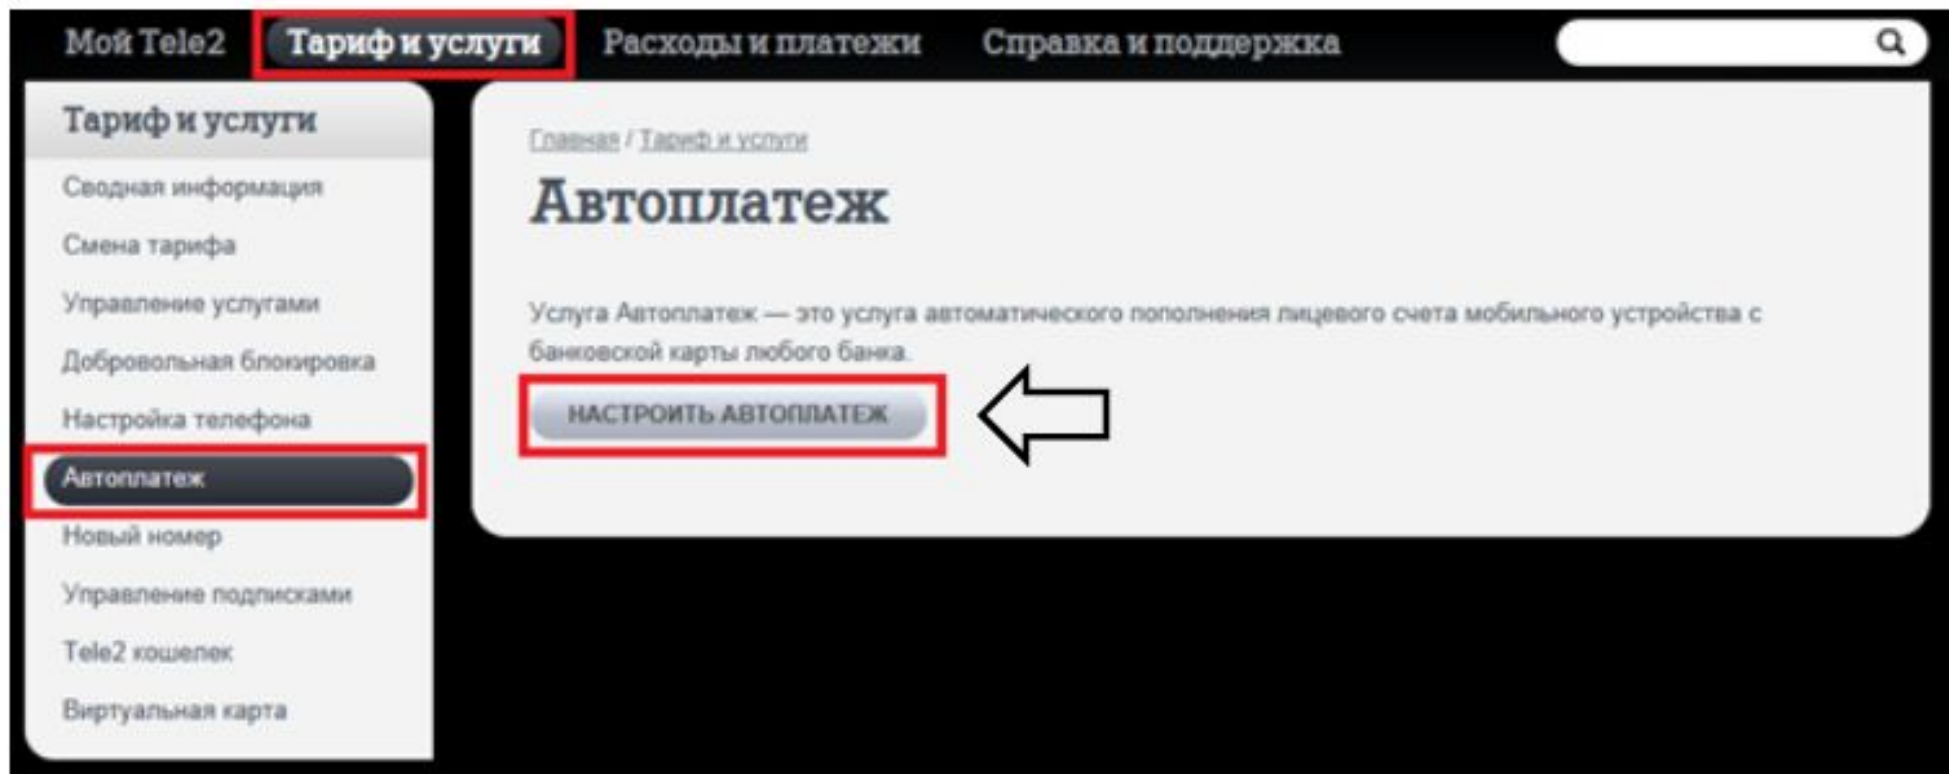 Мой Tele2 Тариф и услуги Расходы и платежи Справка и поддержка
Тариф и услуги
Сводная информация
Смена тарифа
Управление услугами
Добровольная блокировка
Настройка телефона
Автоплатеж
Новый номер
Управление подписками
Tele2 кошелек
Виртуальная карта
Главная / Тариф и услуги
Автоплатеж
Услуга Автоплатеж — это услуга автоматического пополнения лицевого счета мобильного устройства с
банковской карты любого банка.
НАСТРОИТЬ АВТОПЛАТЕЖ